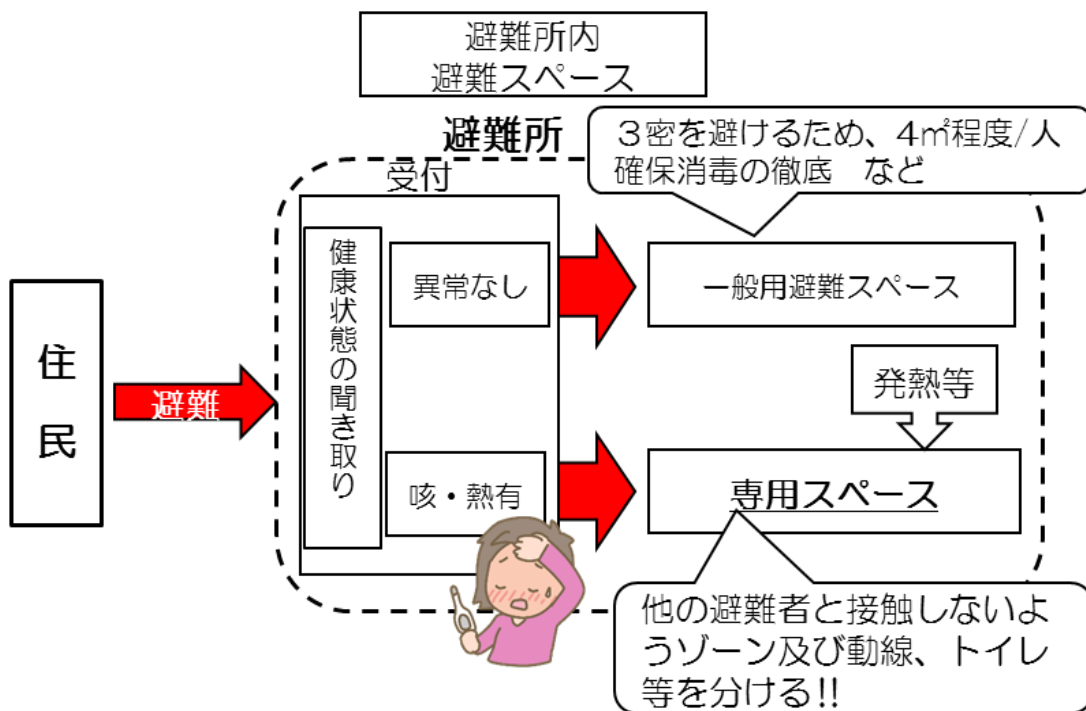 避難所内
避難スペース
避難所
3密を避けるため、4㎡程度/人
確保消毒の徹底　など
受付
健康状態の聞き取り
異常なし
一般用避難スペース
住民
避難
発熱等
咳・熱有
専用スペース
他の避難者と接触しないよ
うゾーン及び動線、トイレ
等を分ける!!